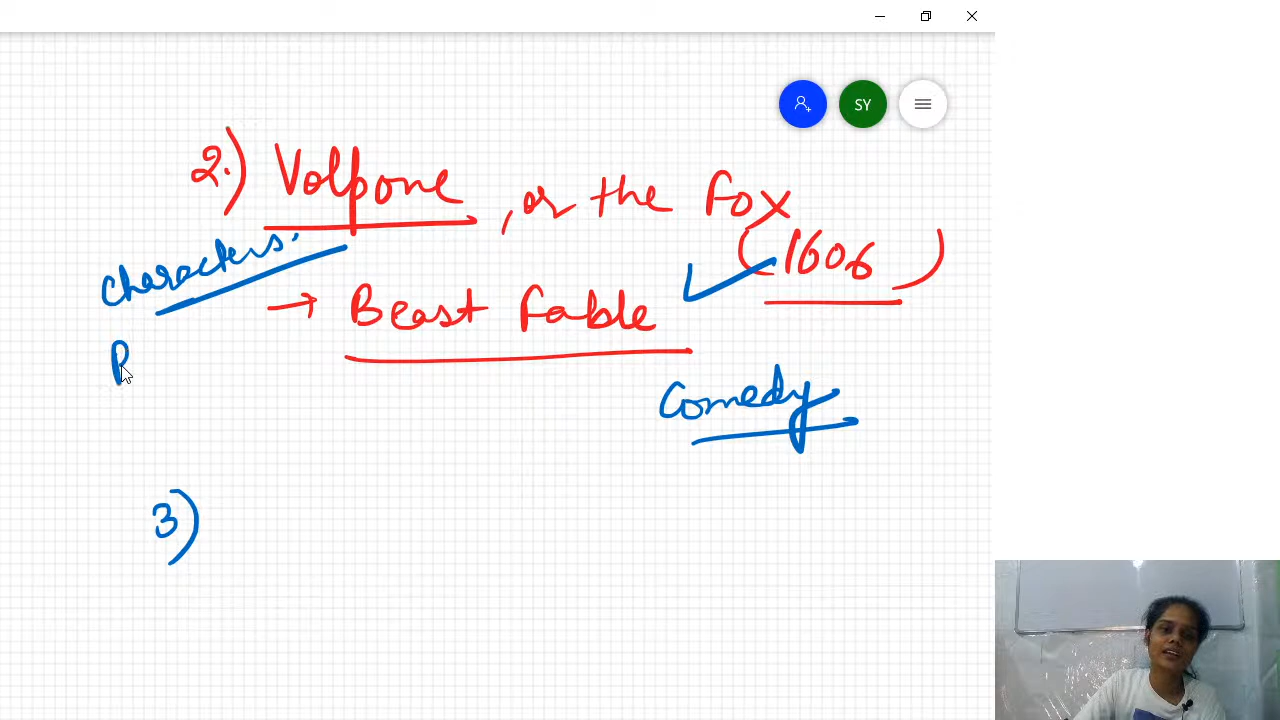 SY
2.) Volpone, or the Fox
(1606)
characters:
→ Beast Fable
P
Comedy
3)